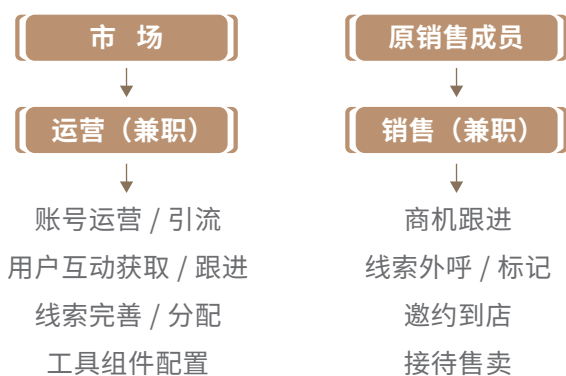 市 场
运营（兼职）
账号运营 / 引流
用户互动获取 / 跟进
线索完善 / 分配
工具组件配置
原销售成员
销售（兼职）
商机跟进
线索外呼 / 标记
邀约到店
接待售卖